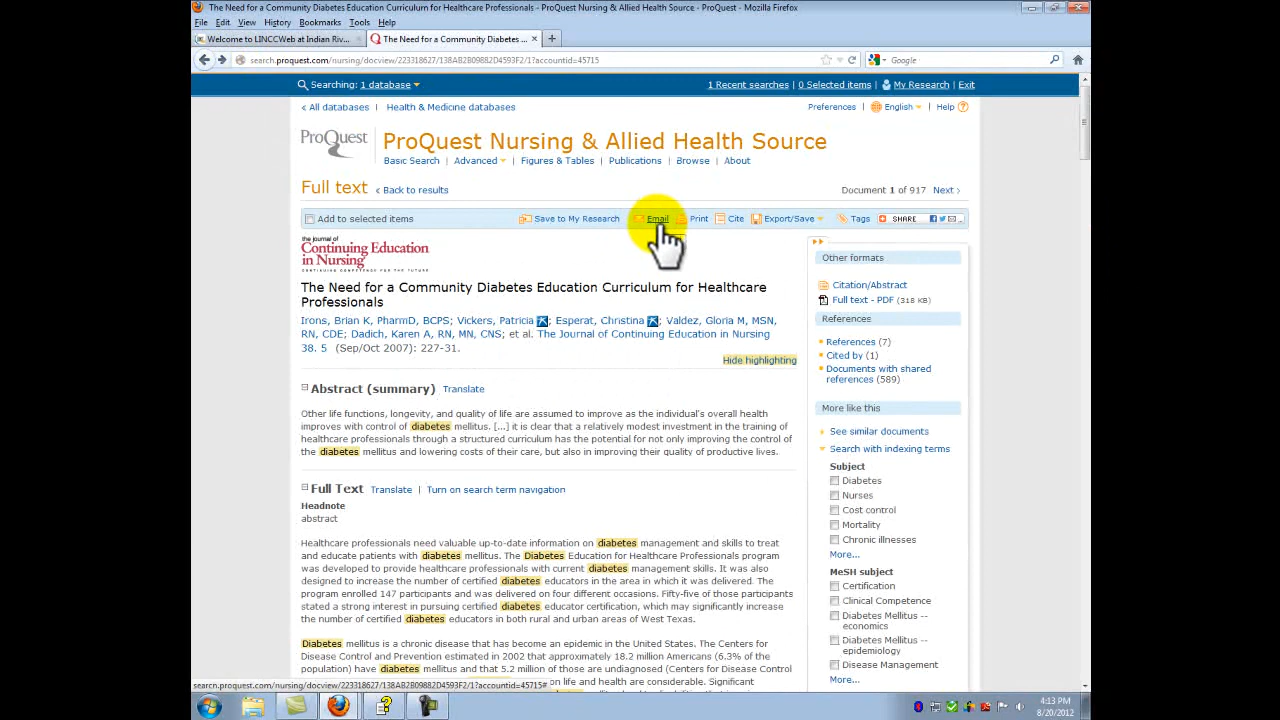 The Need for a Community Diabetes Education Curriculum for Healthcare Professionals - ProQuest Nursing & Allied Health Source - ProQuest - Mozilla Firefox
File Edit View History Bookmarks Tools Help
Welcome to LINCCWeb at Indian Riv...
The Need for a Community Diabetes ...
search.proquest.com/nursing/docview/223318627/138AB2B09882D4593F2/1?accountid=45715
Google
Searching: 1 database
1 Recent searches | 0 Selected items | My Research | Exit
All databases | Health & Medicine databases
Preferences English Help
ProQuest
ProQuest Nursing & Allied Health Source
Basic Search | Advanced | Figures & Tables | Publications | Browse | About
Full text
Back to results
Document 1 of 917 Next
Add to selected items
Save to My Research Email Print Cite Export/Save Tags SHARE
the journal of
Continuing Education
in Nursing
CONTINUING COMPETENCE FOR THE FUTURE
The Need for a Community Diabetes Education Curriculum for Healthcare
Professionals
Irons, Brian K, PharmD, BCPS; Vickers, Patricia ; Esperat, Christina ; Valdez, Gloria M, MSN,
RN, CDE; Dadich, Karen A, RN, MN, CNS; et al. The Journal of Continuing Education in Nursing
38. 5 (Sep/Oct 2007): 227-31.
Hide highlighting
Abstract (summary) Translate
Other life functions, longevity, and quality of life are assumed to improve as the individual's overall health
improves with control of diabetes mellitus. [...] it is clear that a relatively modest investment in the training of
healthcare professionals through a structured curriculum has the potential for not only improving the control of
the diabetes mellitus and lowering costs of their care, but also in improving their quality of productive lives.
Full Text Translate | Turn on search term navigation
Headnote
abstract
Healthcare professionals need valuable up-to-date information on diabetes management and skills to treat
and educate patients with diabetes mellitus. The Diabetes Education for Healthcare Professionals program
was developed to provide healthcare professionals with current diabetes management skills. It was also
designed to increase the number of certified diabetes educators in the area in which it was delivered. The
program enrolled 147 participants and was delivered on four different occasions. Fifty-five of those participants
stated a strong interest in pursuing certified diabetes educator certification, which may significantly increase
the number of certified diabetes educators in both rural and urban areas of West Texas.
Diabetes mellitus is a chronic disease that has become an epidemic in the United States. The Centers for
Disease Control and Prevention estimated in 2002 that approximately 18.2 million Americans (6.3% of the
population) have diabetes mellitus and that 5.2 million of those are undiagnosed (Centers for Disease Control
on life and health are considerable. Significant
Other formats
Citation/Abstract
Full text - PDF (318 KB)
References
References (7)
Cited by (1)
Documents with shared
references (589)
More like this
See similar documents
Search with indexing terms
Subject
Diabetes
Nurses
Cost control
Mortality
Chronic illnesses
More...
MeSH subject
Certification
Clinical Competence
Diabetes Mellitus --
economics
Diabetes Mellitus --
epidemiology
Disease Management
More...
search.proquest.com/nursing/docview/223318627/138AB2B09882D4593F2/1?accountid=45715#
4:13 PM
8/20/2012